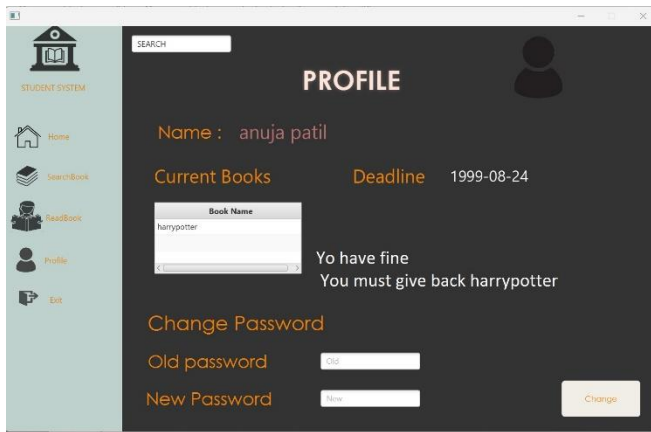 SEARCH
STUDENT SYSTEM
PROFILE
Home
Name : anuja patil
SearchBook
Current Books Deadline 1999-08-24
ReadBook
Book Name
harrypotter
Profile
Yo have fine
You must give back harrypotter
Exit
Change Password
Old password Old
New Password New
Change